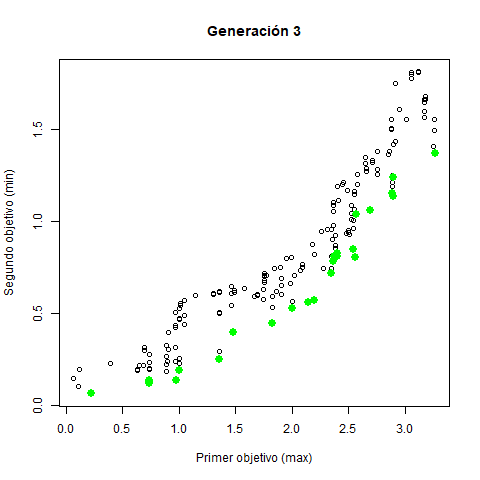 Generación 3
Segundo objetivo (min)
1.5
1.0
0.5
0.0
0.0 0.5 1.0 1.5 2.0 2.5 3.0
Primer objetivo (max)